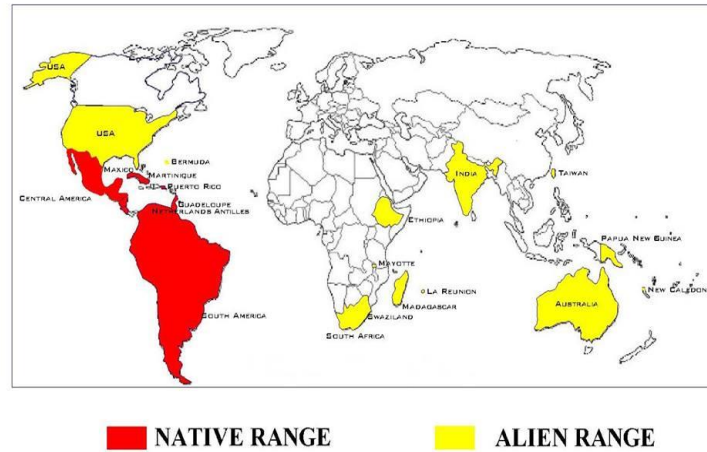 USA
USA
BERMUDA
MAXICO
MARTINIQUE
PUERTO RICO
CENTRAL AMERICA
GUADELOUPE
NETHERLANDS ANTILLES
SOUTH AMERICA
INDIA
TAIWAN
ETHIOPIA
PAPUA NEW GUINEA
MAYOTTE
LA REUNION
MADAGASCAR
NEW CALEDON
AUSTRALIA
SWAZILAND
SOUTH AFRICA
NATIVE RANGE
ALIEN RANGE